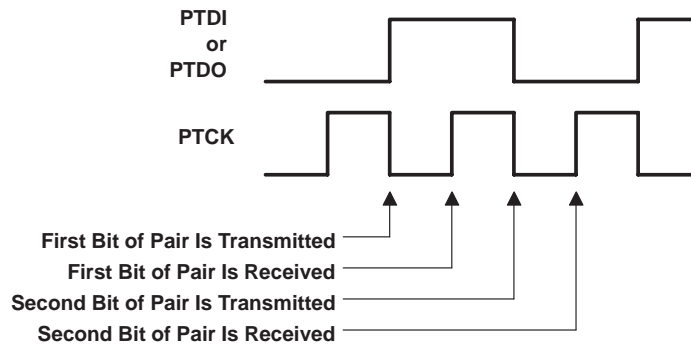 PTDI
or
PTDO
PTCK
First Bit of Pair Is Transmitted
First Bit of Pair Is Received
Second Bit of Pair Is Transmitted
Second Bit of Pair Is Received